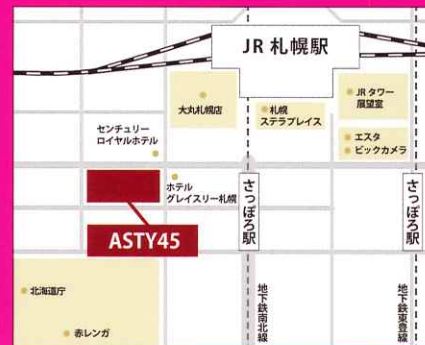 JR 札幌駅
JRタワー
展望室
大丸札幌店
札幌
ステラプレイス
センチュリー
ロイヤルホテル
エスタ
ビックカメラ
ホテル
グレイスリー札幌
さっぽろ駅
さっぽろ駅
ASTY45
北海道庁
赤レンガ
地下鉄南北線
地下鉄東豊線